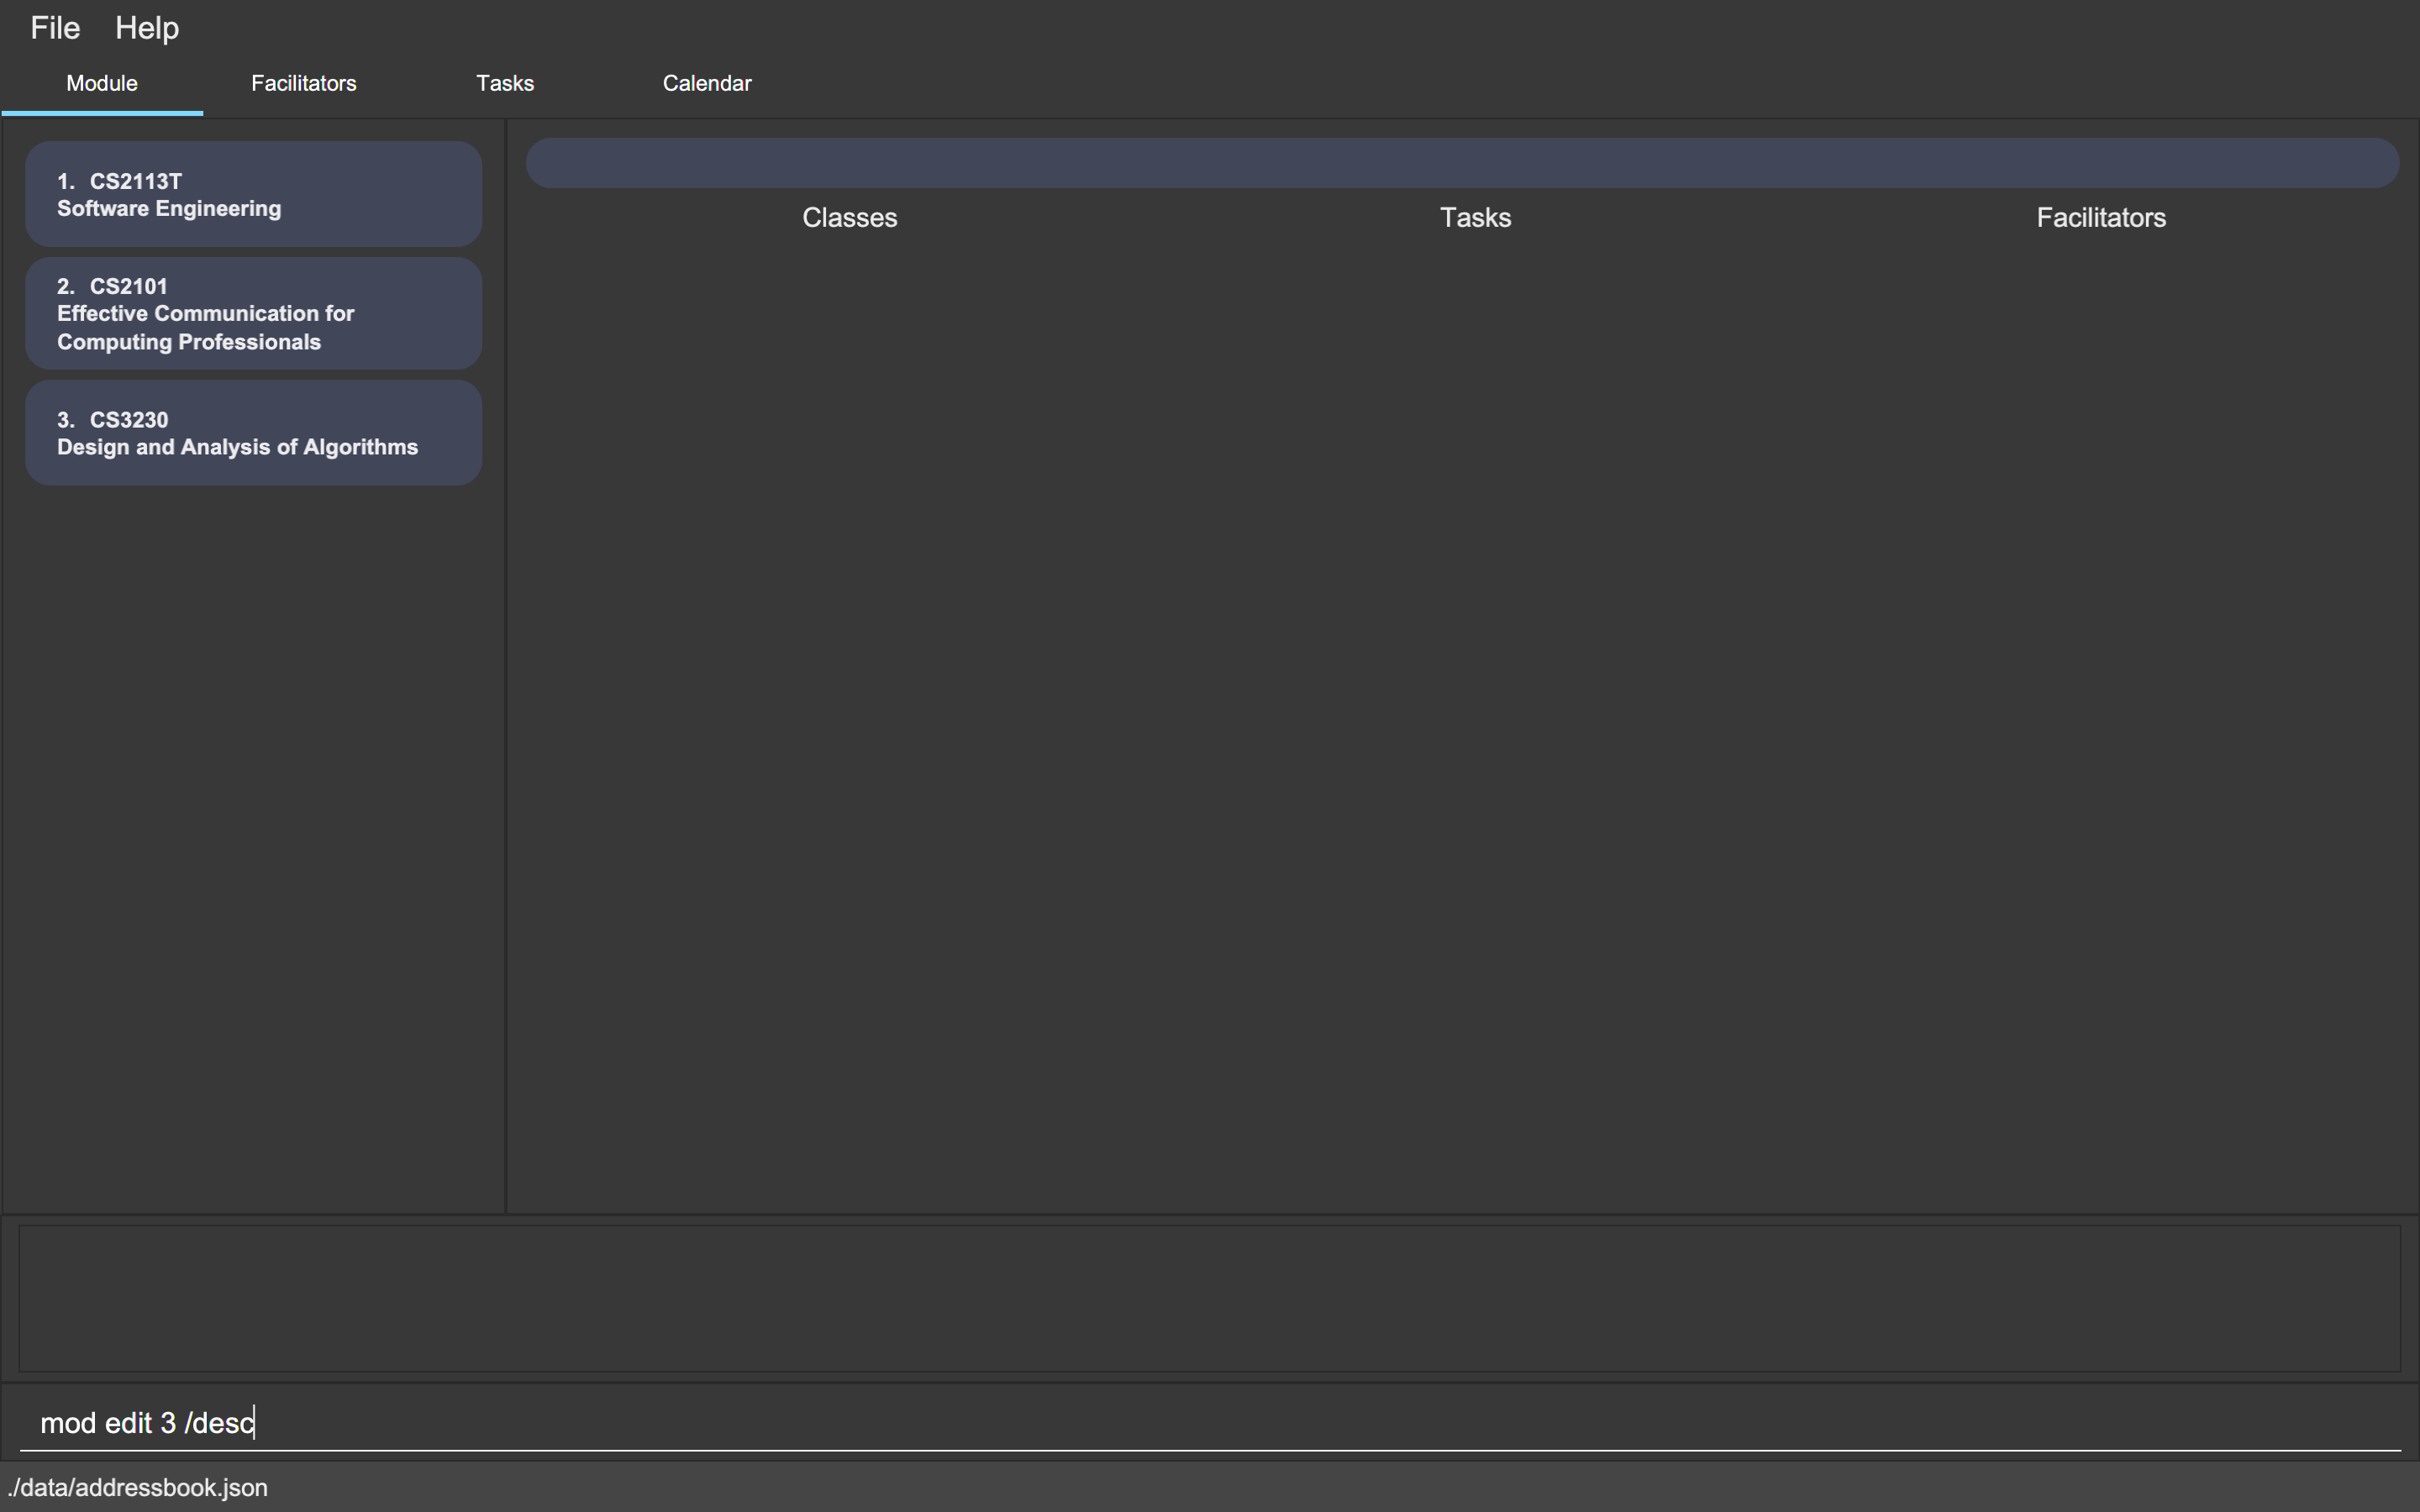 File Help
Module Facilitators Tasks Calendar
1. CS2113T
Software Engineering
2. CS2101
Effective Communication for
Computing Professionals
3. CS3230
Design and Analysis of Algorithms
Classes Tasks Facilitators
mod edit 3 /desc
./data/addressbook.json